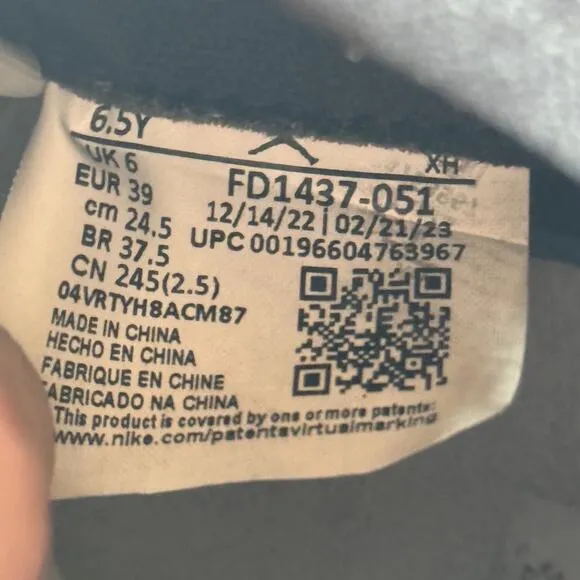 6.5Y
UK 6
XH
EUR 39
FD1437-051
cm 24.5
12/14/22 | 02/21/23
BR 37.5
UPC 00196604763967
CN 245(2.5)
04VRTYH8ACM87
MADE IN CHINA
HECHO EN CHINA
FABRIQUE EN CHINE
FABRICADO NA CHINA
This product is covered by one or more patents:
www.nike.com/patentsvirtualmarking